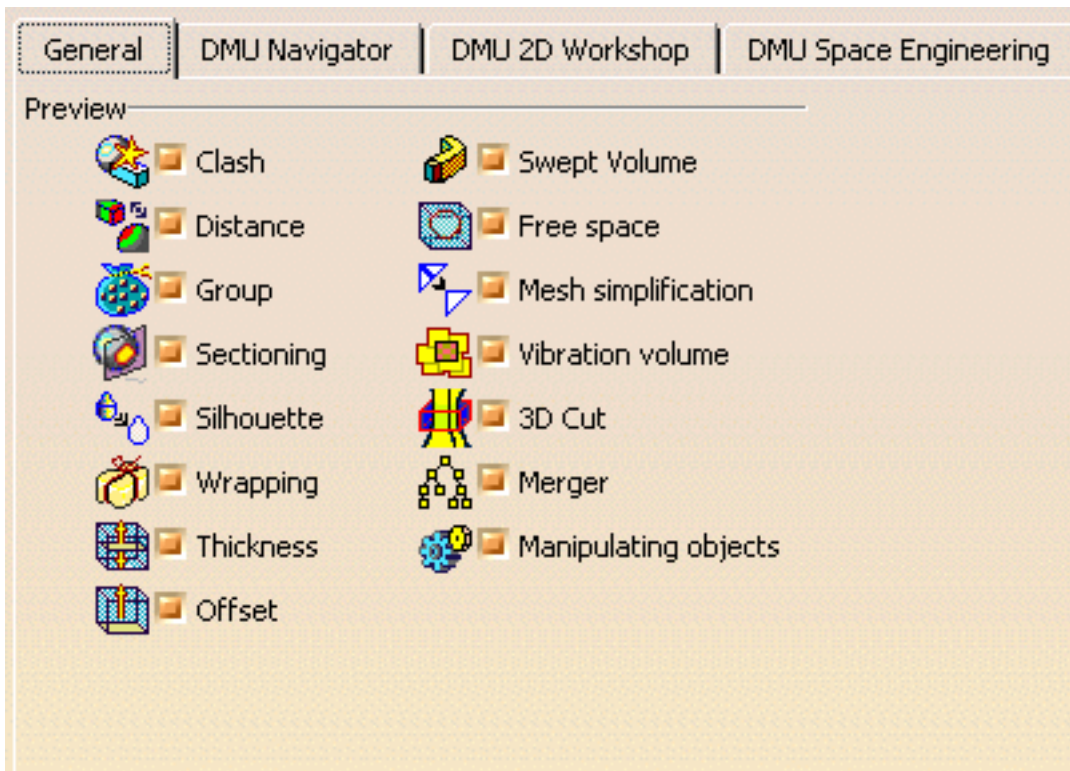 General DMU Navigator DMU 2D Workshop DMU Space Engineering
Preview
Clash Swept Volume
Distance Free space
Group Mesh simplification
Sectioning Vibration volume
Silhouette 3D Cut
Wrapping Merger
Thickness Manipulating objects
Offset